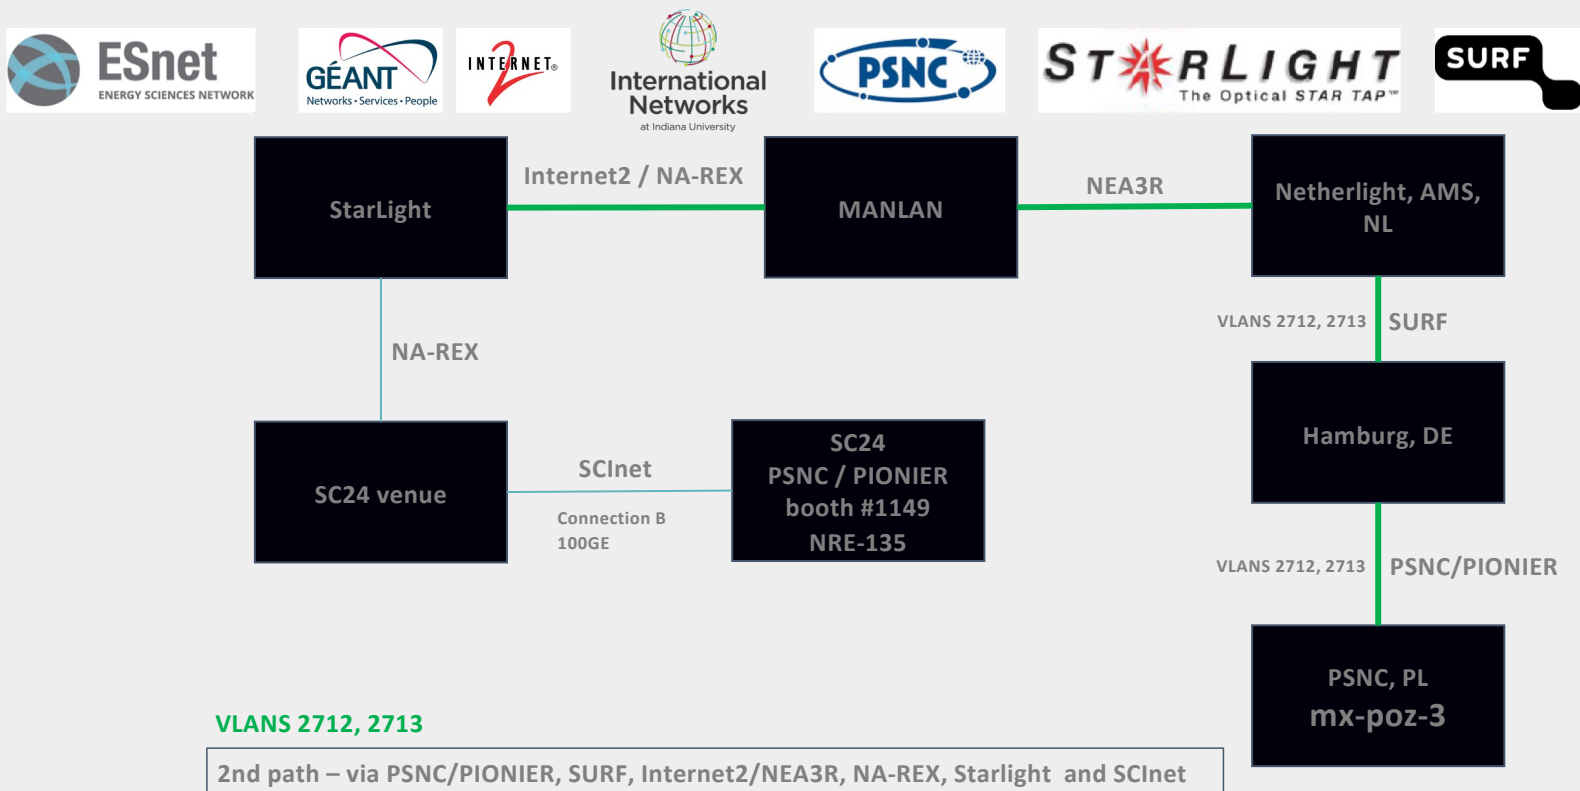 ESnet
ENERGY SCIENCES NETWORK
GÉANT
Networks • Services • People
INTERNET®
2
International
Networks
at Indiana University
PSNC
STARLIGHT
The Optical STAR TAP™
SURF
StarLight
Internet2 / NA-REX
MANLAN
NEA3R
Netherlight, AMS,
NL
VLANS 2712, 2713
SURF
NA-REX
Hamburg, DE
SC24 venue
SCInet
Connection B
100GE
SC24
PSNC / PIONIER
booth #1149
NRE-135
VLANS 2712, 2713
PSNC/PIONIER
PSNC, PL
mx-poz-3
VLANS 2712, 2713
2nd path – via PSNC/PIONIER, SURF, Internet2/NEA3R, NA-REX, Starlight and SCInet